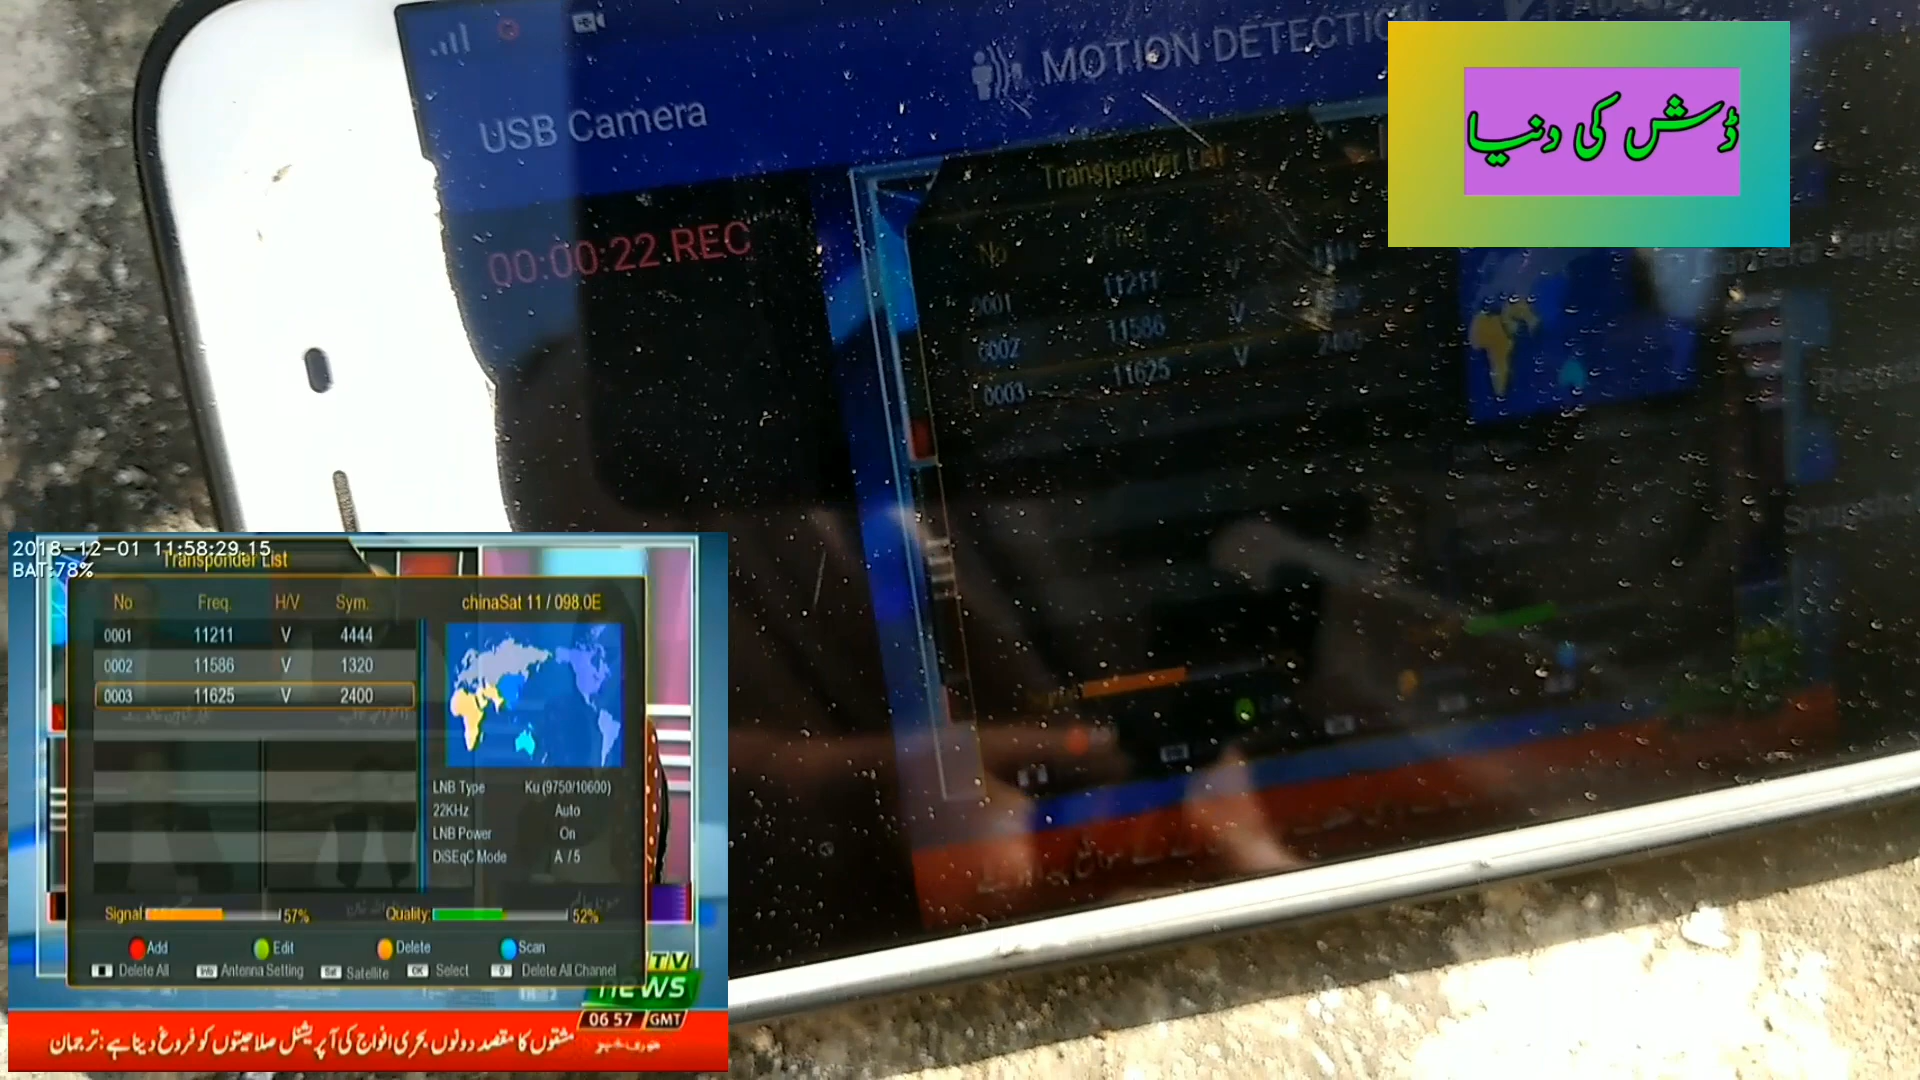 USB Camera
MOTION DETECTION
ڈش کی دنیا
00:00:22 REC
Transponder List
No
0001 11211 V
0002 11586 V
0003 11625 V 2400
2018-12-01 11:58:29.15
BAT:78%
Transponder List
No Freq. H/V Sym.
0001 11211 V 4444
0002 11586 V 1320
0003 11625 V 2400
chinaSat 11 / 098.0E
LNB Type Ku (9750/10600)
22KHz Auto
LNB Power On
DiSEqC Mode A / 5
Signal: 57% Quality: 52%
Add Edit Delete Scan
Delete All Antenna Setting Satellite Select Delete All Channel
TV
news
06 57 GMT
مشقوں کا مقصد دونوں بحری افواج کی آپریشنل صلاحیتوں کو فروغ دینا ہے : ترجمان